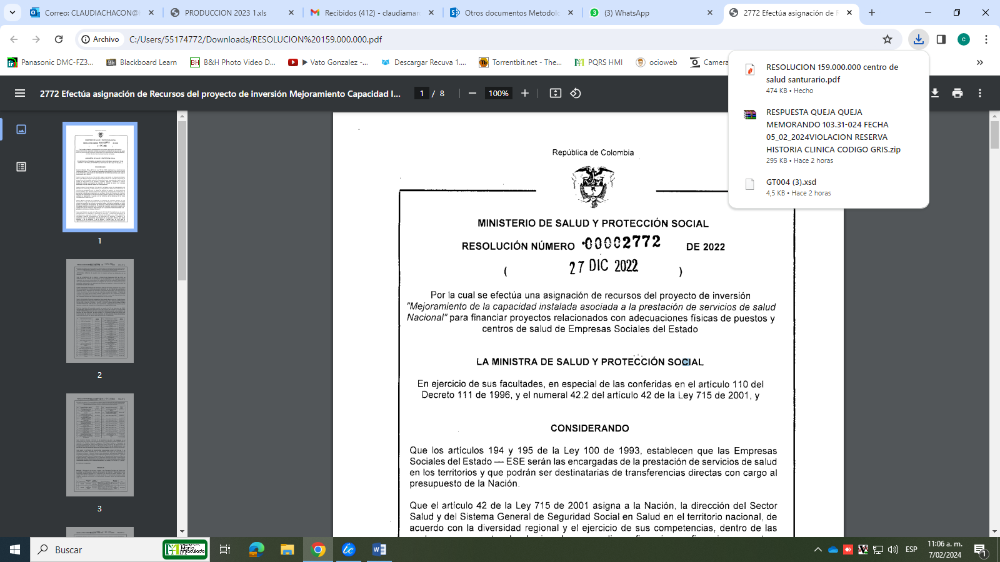 Correo: CLAUDIACHACON@
PRODUCCION 2023 1.xls
Recibidos (412) - claudiamar
Otros documentos Metodolo
(3) WhatsApp
2772 Efectúa asignación de R
Archivo
C:/Users/55174772/Downloads/RESOLUCION%20159.000.000.pdf
c
Panasonic DMC-FZ3...
Bb
Blackboard Learn
BH
B&H Photo Video D...
▶ Vato Gonzalez -...
Descargar Recuva 1....
Tb
Torrentbit.net - The...
PQRS HMI
ocioweb
Camera
»
2772 Efectúa asignación de Recursos del proyecto de inversión Mejoramiento Capacidad I...
1 / 8
100%
RESOLUCION 159.000.000 centro de
salud santurario.pdf
474 KB • Hecho
RESPUESTA QUEJA QUEJA
MEMORANDO 103.31-024 FECHA
05_02_2024VIOLACION RESERVA
HISTORIA CLINICA CODIGO GRIS.zip
295 KB • Hace 2 horas
GT004 (3).xsd
4,5 KB • Hace 2 horas
1
2
3
República de Colombia
MINISTERIO DE SALUD Y PROTECCIÓN SOCIAL
RESOLUCIÓN NÚMERO 00002772 DE 2022
( 27 DIC 2022 )
Por la cual se efectúa una asignación de recursos del proyecto de inversión
"Mejoramiento de la capacidad instalada asociada a la prestación de servicios de salud
Nacional" para financiar proyectos relacionados con adecuaciones físicas de puestos y
centros de salud de Empresas Sociales del Estado
LA MINISTRA DE SALUD Y PROTECCIÓN SOCIAL
En ejercicio de sus facultades, en especial de las conferidas en el artículo 110 del
Decreto 111 de 1996, y el numeral 42.2 del artículo 42 de la Ley 715 de 2001, y
CONSIDERANDO
Que los artículos 194 y 195 de la Ley 100 de 1993, establecen que las Empresas
Sociales del Estado — ESE serán las encargadas de la prestación de servicios de salud
en los territorios y que podrán ser destinatarias de transferencias directas con cargo al
presupuesto de la Nación.
Que el artículo 42 de la Ley 715 de 2001 asigna a la Nación, la dirección del Sector
Salud y del Sistema General de Seguridad Social en Salud en el territorio nacional, de
acuerdo con la diversidad regional y el ejercicio de sus competencias, dentro de las
Buscar
María
Inmaculada
ESP
11:06 a. m.
7/02/2024
1